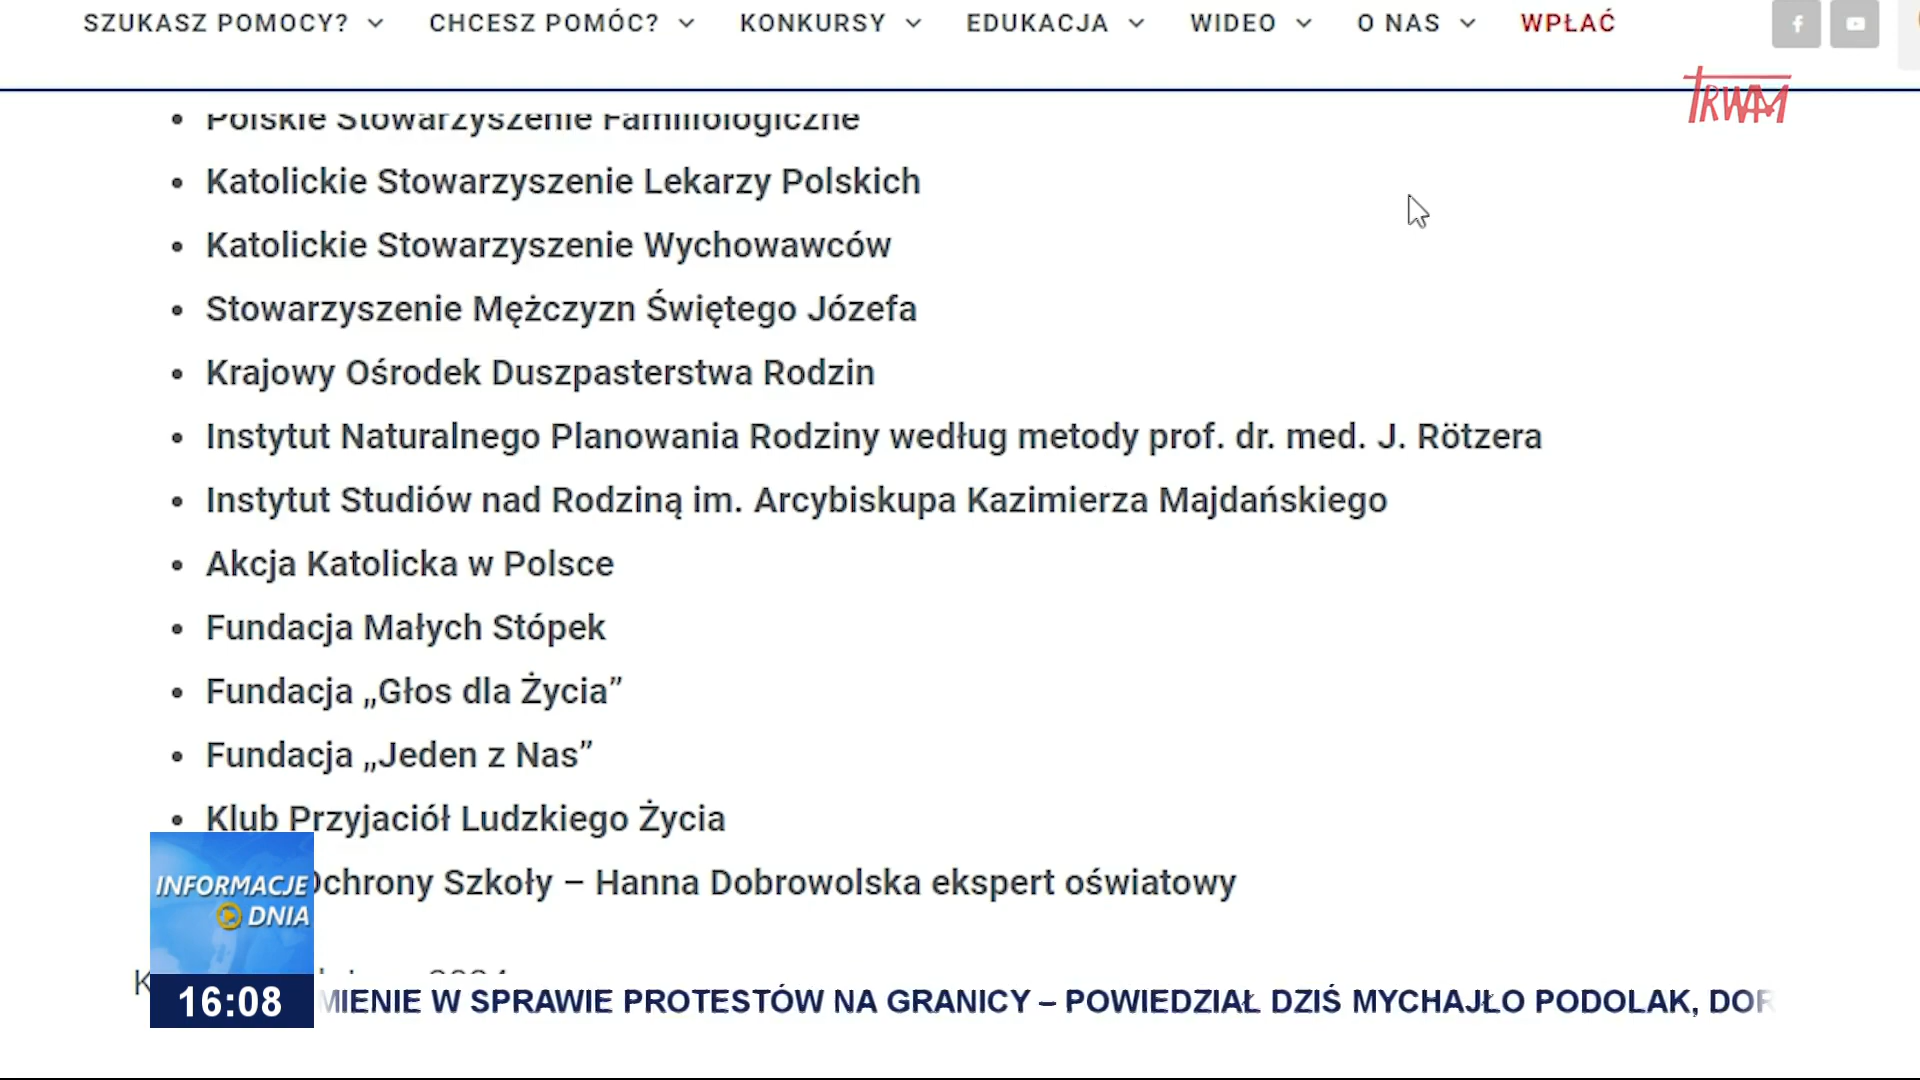 SZUKASZ POMOCY? CHCESZ POMÓC? KONKURSY EDUKACJA WIDEO O NAS WPŁAĆ
TRWAM
Polskie Stowarzyszenie Familiologiczne
Katolickie Stowarzyszenie Lekarzy Polskich
Katolickie Stowarzyszenie Wychowawców
Stowarzyszenie Mężczyzn Świętego Józefa
Krajowy Ośrodek Duszpasterstwa Rodzin
Instytut Naturalnego Planowania Rodziny według metody prof. dr. med. J. Rötzera
Instytut Studiów nad Rodziną im. Arcybiskupa Kazimierza Majdańskiego
Akcja Katolicka w Polsce
Fundacja Małych Stópek
Fundacja „Głos dla Życia”
Fundacja „Jeden z Nas”
Klub Przyjaciół Ludzkiego Życia
Ochrony Szkoły – Hanna Dobrowolska ekspert oświatowy
INFORMACJE
DNIA
16:08 MIENIE W SPRAWIE PROTESTÓW NA GRANICY – POWIEDZIAŁ DZIŚ MYCHAJŁO PODOLAK, DOR